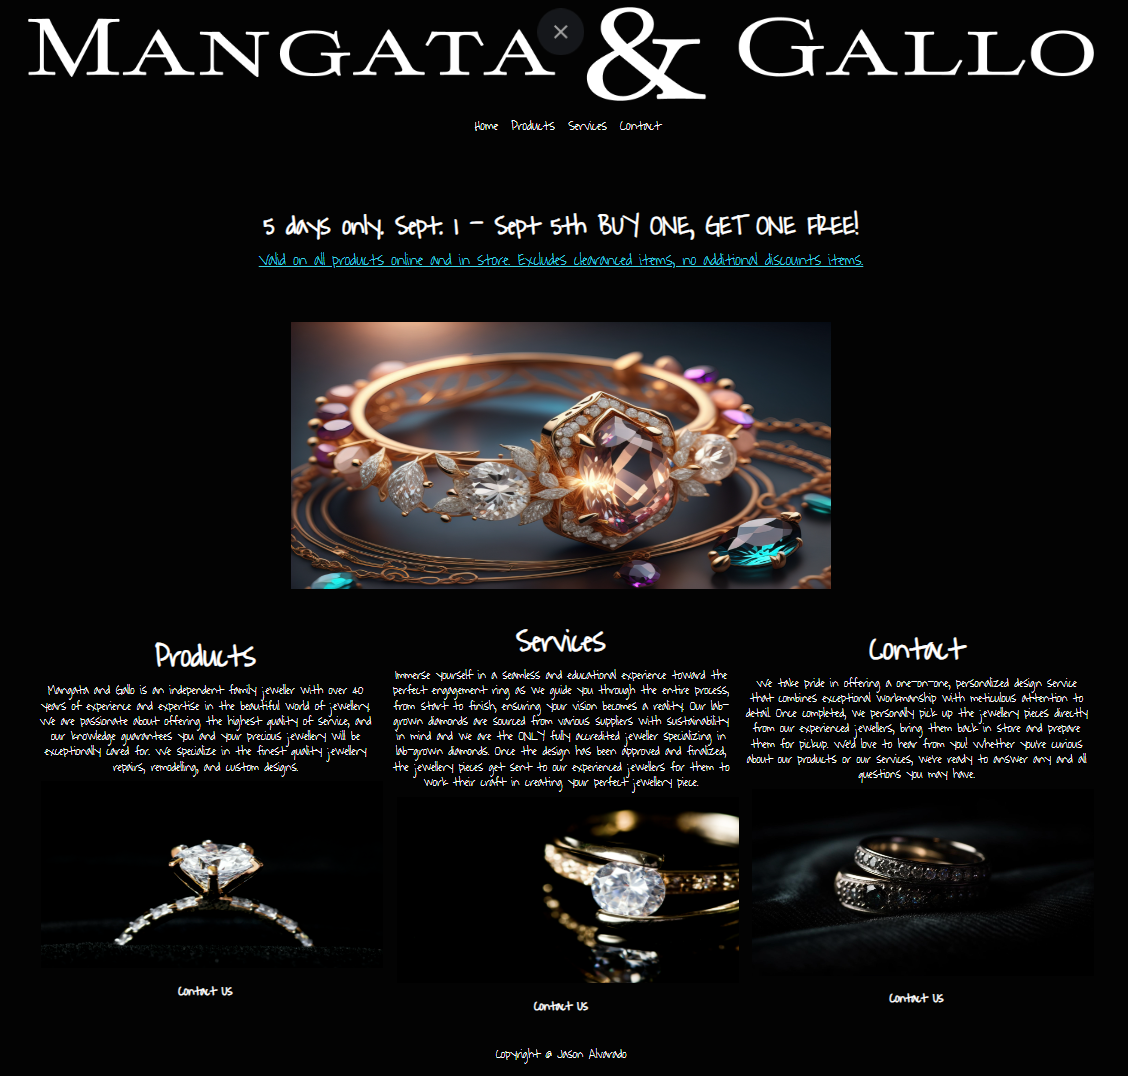 MANGATA & GALLO
Home Products Services Contact
5 days only. Sept. 1 - Sept 5th BUY ONE, GET ONE FREE!
Valid on all products online and in store. Excludes clearanced items, no additional discounts items.
Products
Mangata and Gallo is an independent family jeweller with over 40
years of experience and expertise in the beautiful world of jewellery.
We are passionate about offering the highest quality of service, and
our knowledge guarantees you and your precious jewellery will be
exceptionally cared for. We specialize in the finest quality jewellery
repairs, remodelling, and custom designs.
Contact Us
Services
Immerse yourself in a seamless and educational experience toward the
perfect engagement ring as we guide you through the entire process,
from start to finish, ensuring your vision becomes a reality. Our lab-
grown diamonds are sourced from various suppliers with sustainability
in mind and we are the ONLY fully accredited jeweller specializing in
lab-grown diamonds. Once the design has been approved and finalized,
the jewellery pieces get sent to our experienced jewellers for them to
work their craft in creating your perfect jewellery piece.
Contact Us
Contact
We take pride in offering a one-on-one, personalized design service
that combines exceptional workmanship with meticulous attention to
detail. Once completed, we personally pick up the jewellery pieces directly
from our experienced jewellers, bring them back in store and prepare
them for pickup. We'd love to hear from you! Whether you're curious
about our products or our services, we're ready to answer any and all
questions you may have.
Contact Us
Copyright @ Jason Alvarado